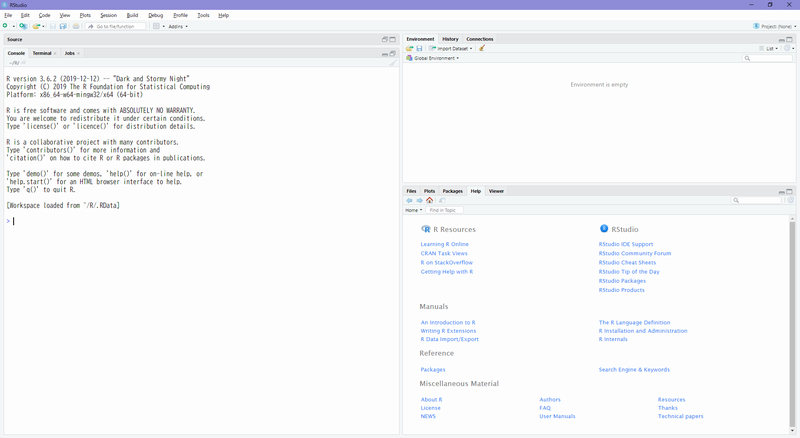 RStudio
File Edit Code View Plots Session Build Debug Profile Tools Help
Go to file/function Addins Project: (None)
Source
Console Terminal Jobs
~/R/
R version 3.6.2 (2019-12-12) -- "Dark and Stormy Night"
Copyright (C) 2019 The R Foundation for Statistical Computing
Platform: x86_64-w64-mingw32/x64 (64-bit)
R is free software and comes with ABSOLUTELY NO WARRANTY.
You are welcome to redistribute it under certain conditions.
Type 'license()' or 'licence()' for distribution details.
R is a collaborative project with many contributors.
Type 'contributors()' for more information and
'citation()' on how to cite R or R packages in publications.
Type 'demo()' for some demos, 'help()' for on-line help, or
'help.start()' for an HTML browser interface to help.
Type 'q()' to quit R.
[Workspace loaded from ~/R/.RData]
>
Environment History Connections
Import Dataset List
Global Environment
Environment is empty
Files Plots Packages Help Viewer
Home Find in Topic
R Resources
Learning R Online
CRAN Task Views
R on StackOverflow
Getting Help with R
RStudio
RStudio IDE Support
RStudio Community Forum
RStudio Cheat Sheets
RStudio Tip of the Day
RStudio Packages
RStudio Products
Manuals
An Introduction to R The R Language Definition
Writing R Extensions R Installation and Administration
R Data Import/Export R Internals
Reference
Packages Search Engine & Keywords
Miscellaneous Material
About R Authors Resources
License FAQ Thanks
NEWS User Manuals Technical papers